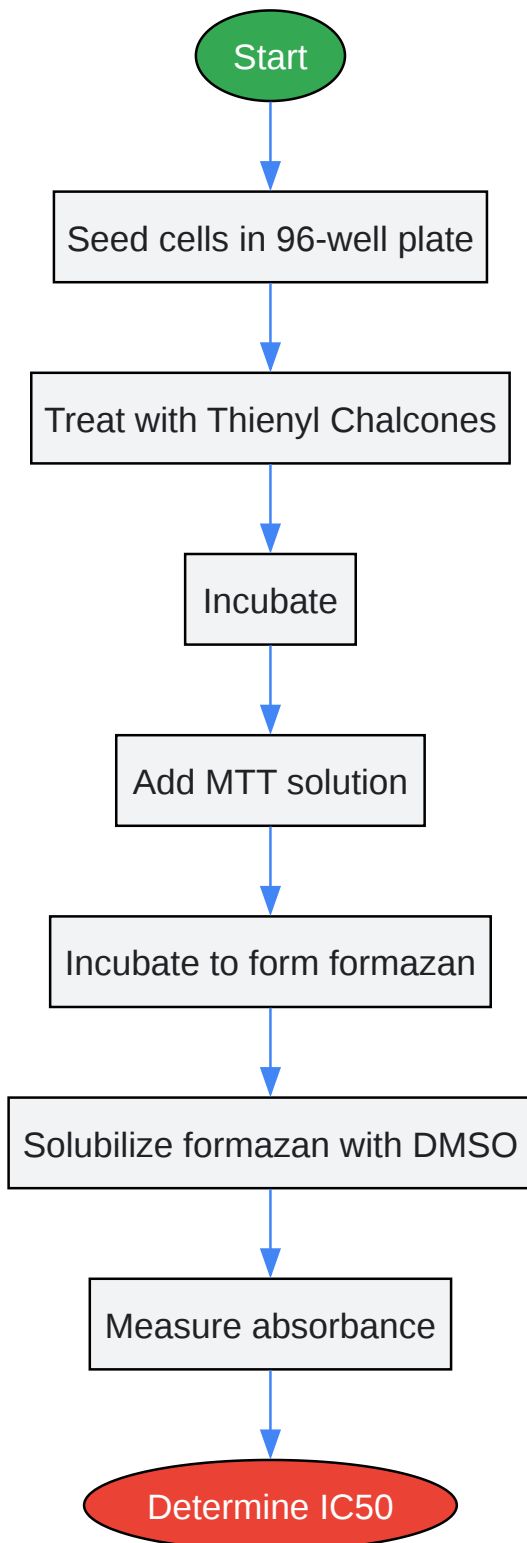 Start
Seed cells in 96-well plate
Treat with Thienyl Chalcones
Incubate
Add MTT solution
Incubate to form formazan
Solubilize formazan with DMSO
Measure absorbance
Determine IC50